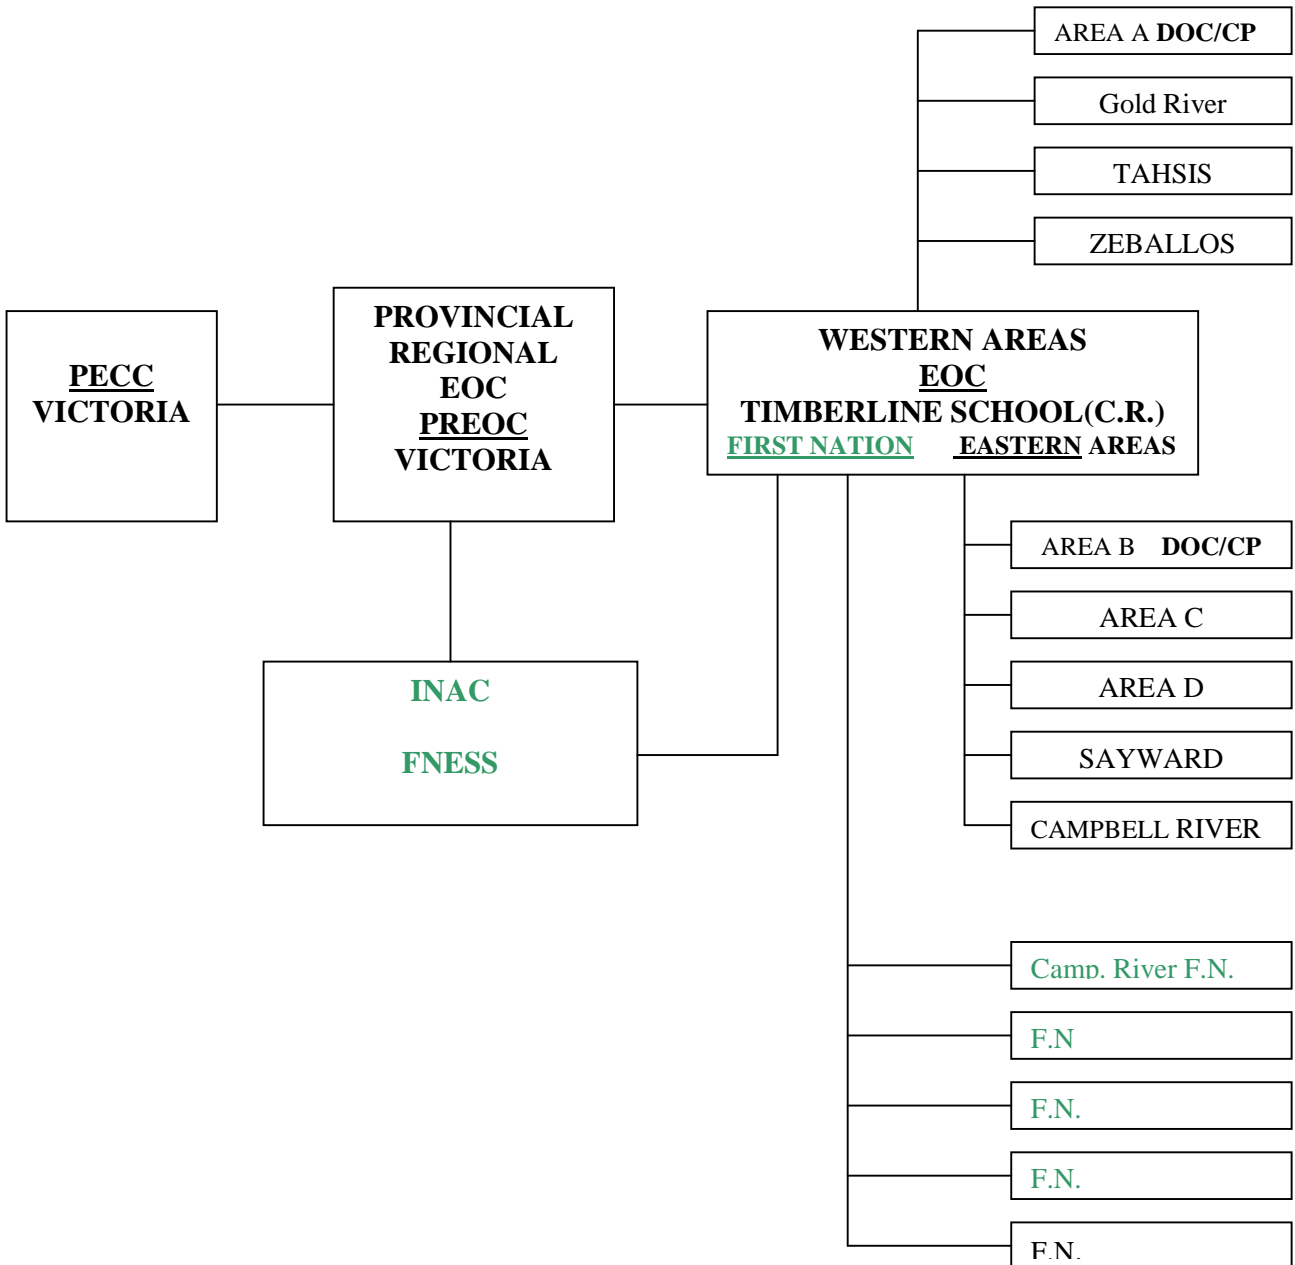 AREA A DOC/CP
Gold River
TAHSIS
ZEBALLOS
PECC
VICTORIA
PROVINCIAL
REGIONAL
EOC
PREOC
VICTORIA
WESTERN AREAS
EOC
TIMBERLINE SCHOOL(C.R.)
FIRST NATION EASTERN AREAS
INAC
FNESS
AREA B DOC/CP
AREA C
AREA D
SAYWARD
CAMPBELL RIVER
Camp. River F.N.
F.N
F.N.
F.N.
F.N.